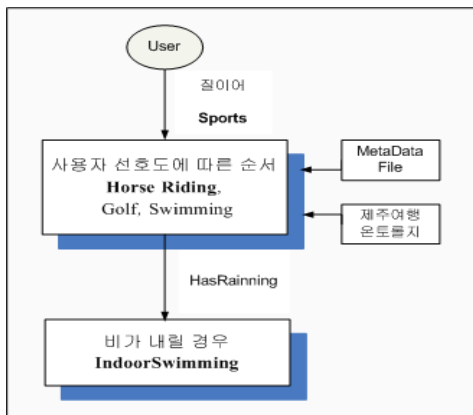 User
질이어
Sports
사용자 선호도에 따른 순서
Horse Riding,
Golf, Swimming
MetaData
File
제주여행
온토롤지
HasRainning
비가 내릴 경우
IndoorSwimming